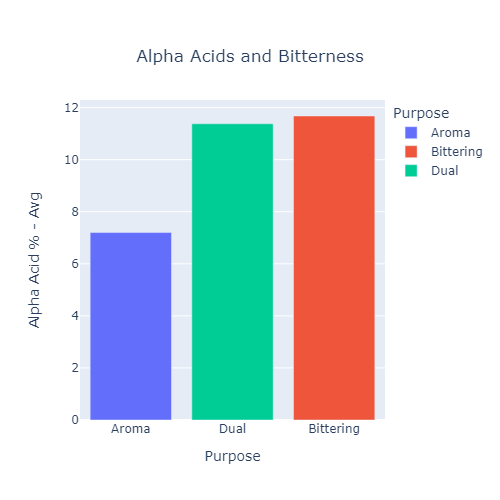 Alpha Acids and Bitterness
Purpose
Aroma
Bittering
Dual
Alpha Acid % - Avg
12
10
8
6
4
2
0
Aroma Dual Bittering
Purpose